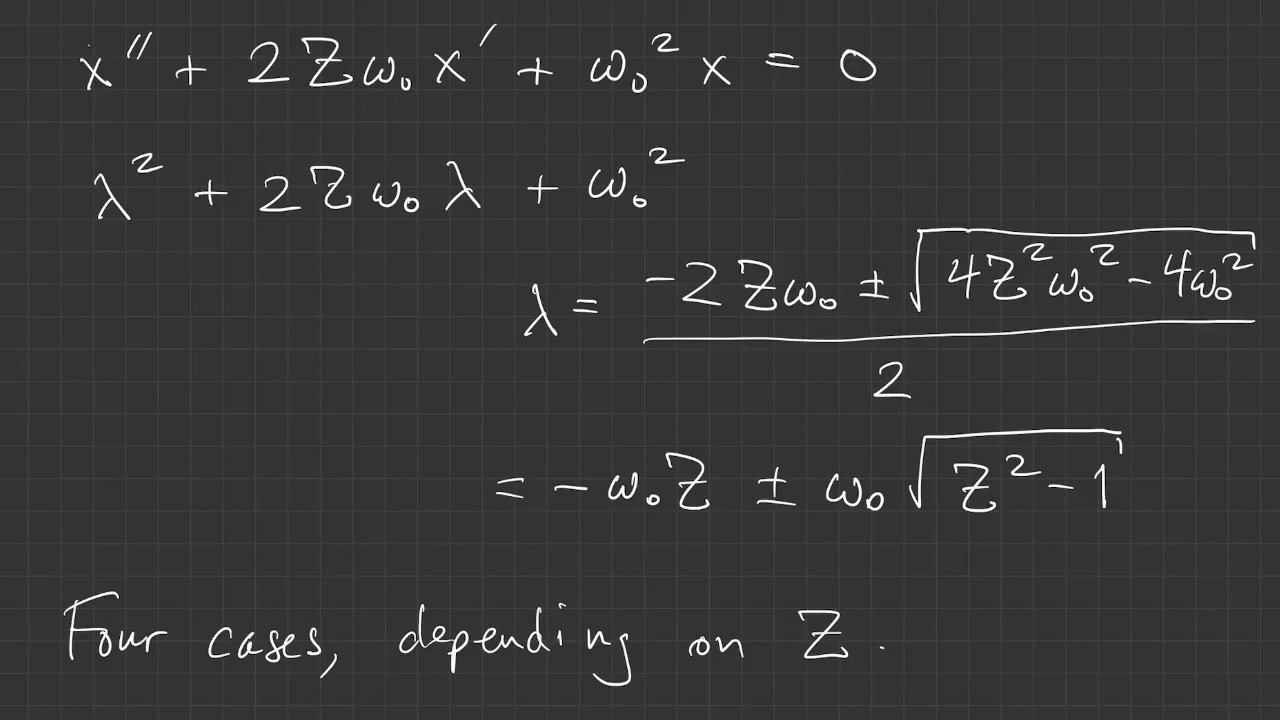 x'' + 2Zω₀x' + ω₀²x = 0
λ² + 2Zω₀λ + ω₀²
λ = (-2Zω₀ ± √(4Z²ω₀² - 4ω₀²)) / 2
= -ω₀Z ± ω₀√(Z² - 1)
Four cases, depending on Z.